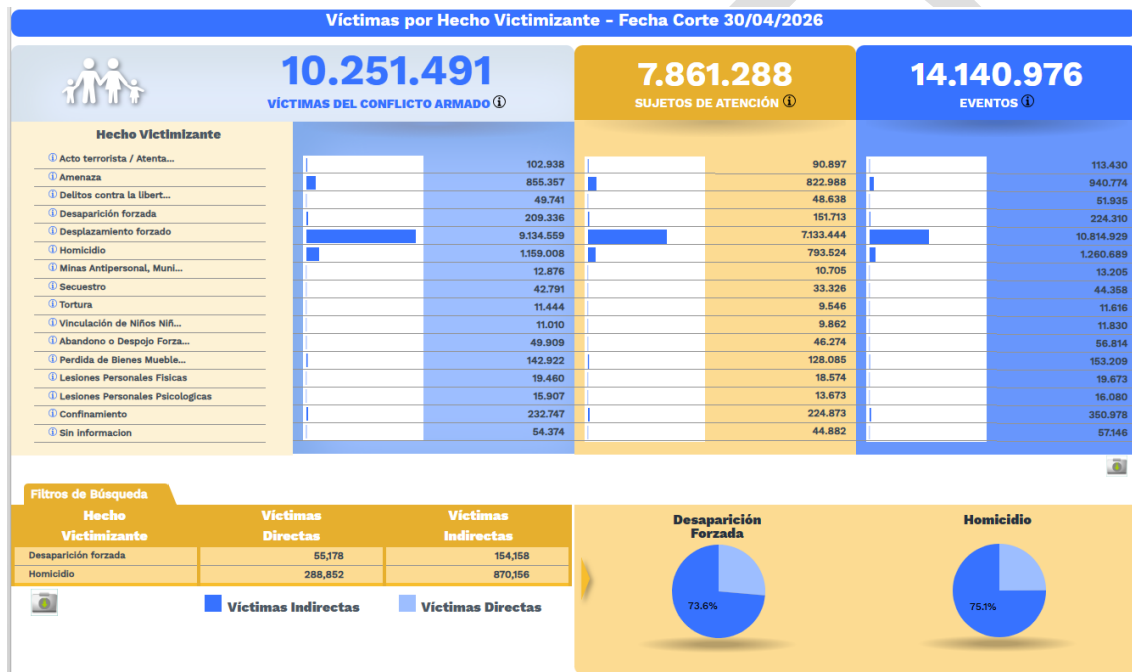 Víctimas por Hecho Victimizante - Fecha Corte 30/04/2026
10.251.491
VÍCTIMAS DEL CONFLICTO ARMADO
7.861.288
SUJETOS DE ATENCIÓN
14.140.976
EVENTOS
Hecho Victimizante
Acto terrorista / Atenta... 102.938 90.897 113.430
Amenaza 855.357 822.988 940.774
Delitos contra la libert... 49.741 48.638 51.935
Desaparición forzada 209.336 151.713 224.310
Desplazamiento forzado 9.134.559 7.133.444 10.814.929
Homicidio 1.159.008 793.524 1.260.689
Minas Antipersonal, Muni... 12.876 10.705 13.205
Secuestro 42.791 33.326 44.358
Tortura 11.444 9.546 11.616
Vinculación de Niños Niñ... 11.010 9.862 11.830
Abandono o Despojo Forza... 49.909 46.274 56.814
Perdida de Bienes Mueble... 142.922 128.085 153.209
Lesiones Personales Fisicas 19.460 18.574 19.673
Lesiones Personales Psicologicas 15.907 13.673 16.080
Confinamiento 232.747 224.873 350.978
Sin informacion 54.374 44.882 57.146
Filtros de Búsqueda
Hecho Victimas Víctimas
Victimizante Directas Indirectas
Desaparición forzada 55,178 154,158
Homicidio 288,852 870,156
Víctimas Indirectas Víctimas Directas
Desaparición
Forzada
73.6%
Homicidio
75.1%